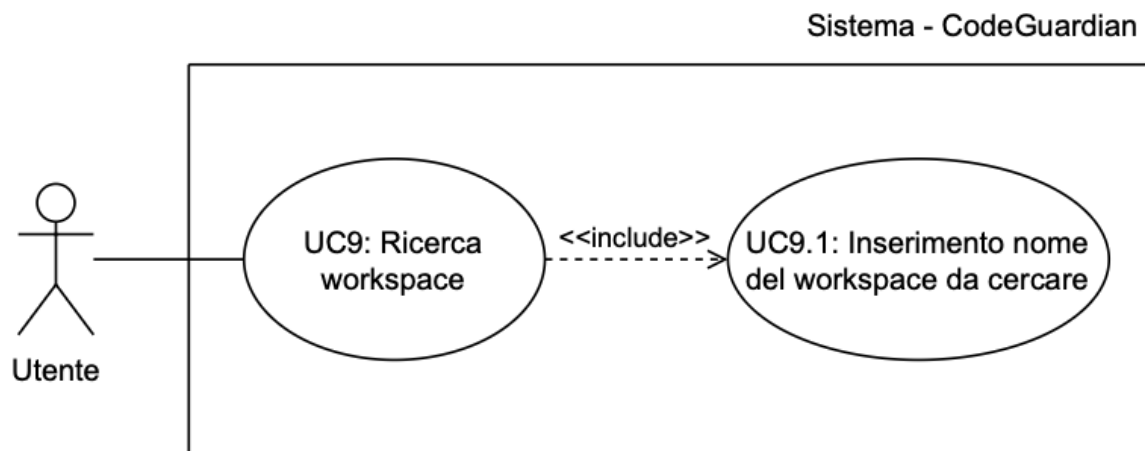 Sistema - CodeGuardian
UC9: Ricerca
workspace
<<include>>
UC9.1: Inserimento nome
del workspace da cercare
Utente